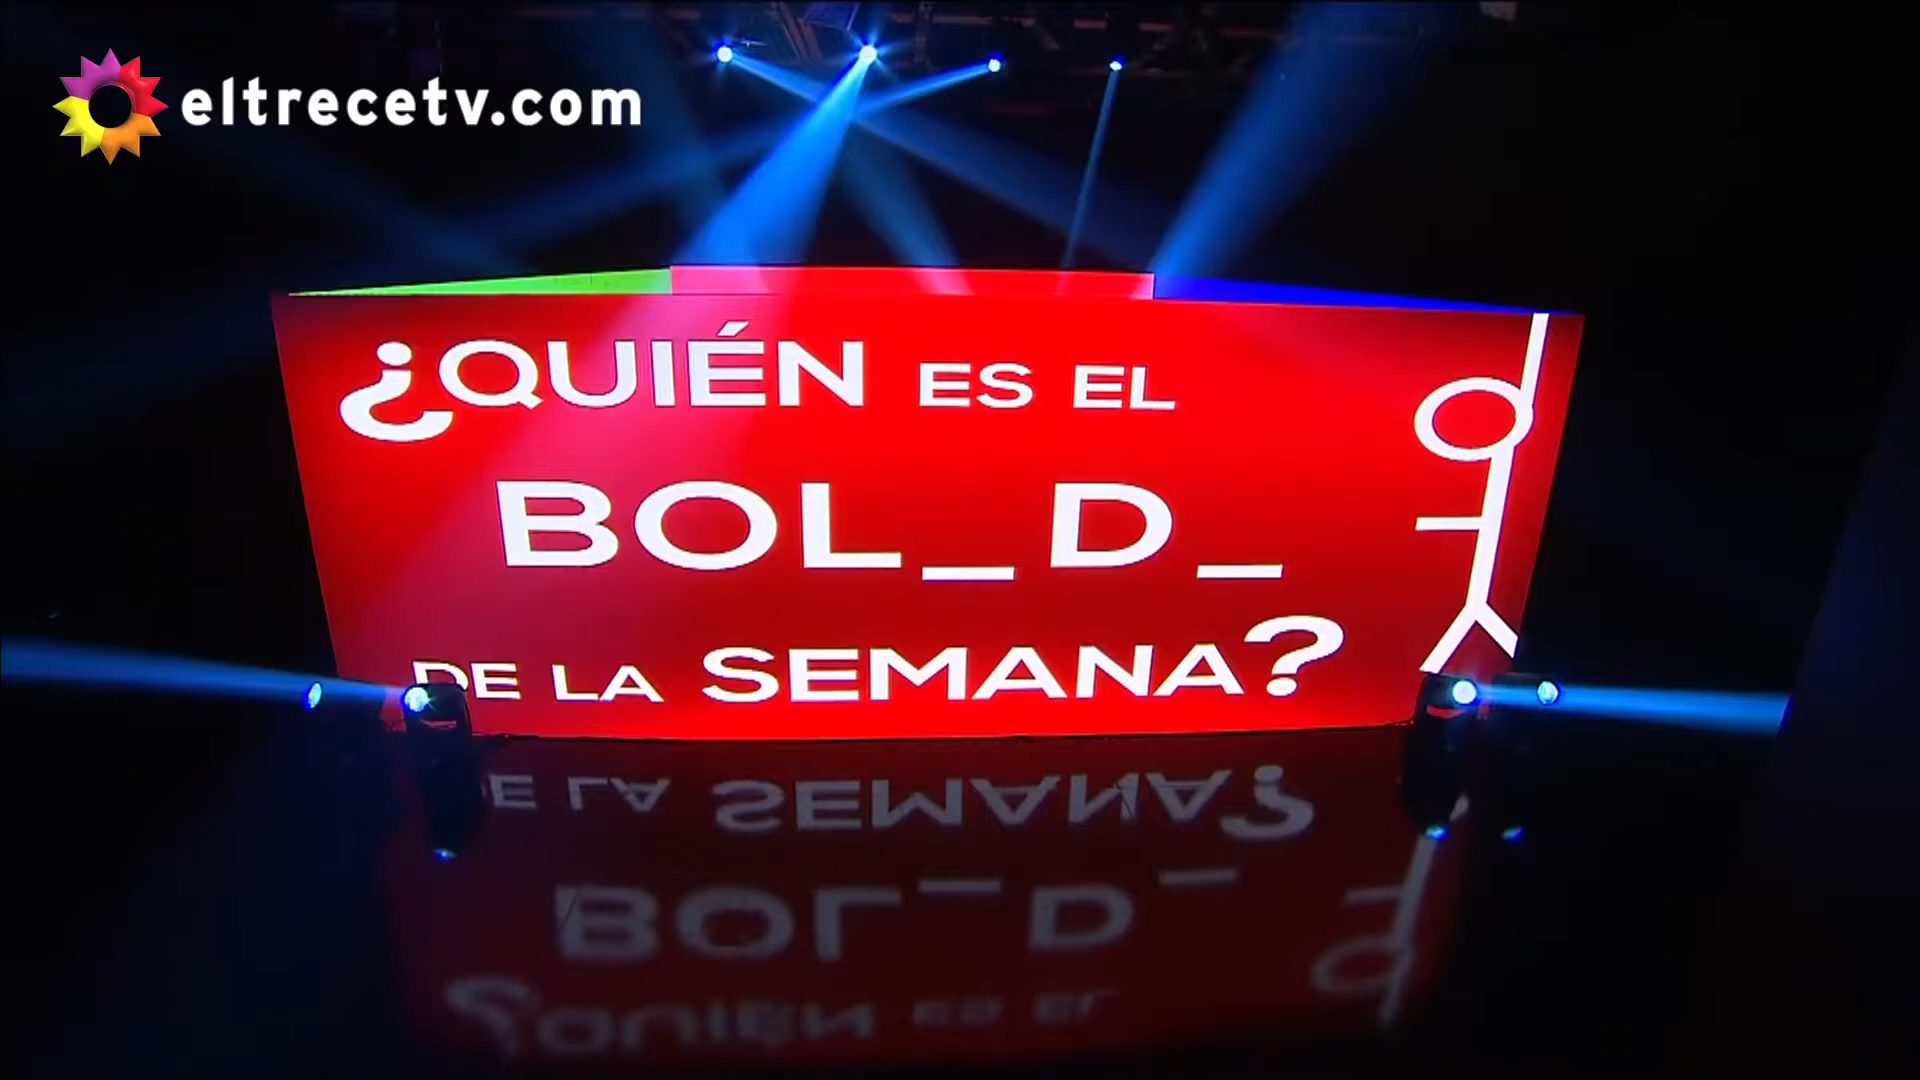 eltrecetv.com
¿QUIÉN ES EL
BOL_D_
DE LA SEMANA?